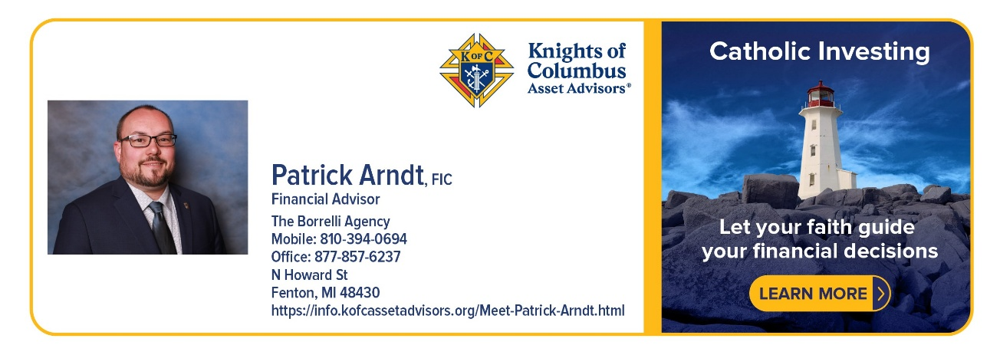 K OF C
Knights of
Columbus
Asset Advisors®
Patrick Arndt, FIC
Financial Advisor
The Borrelli Agency
Mobile: 810-394-0694
Office: 877-857-6237
N Howard St
Fenton, MI 48430
https://info.kofcassetadvisors.org/Meet-Patrick-Arndt.html
Catholic Investing
Let your faith guide
your financial decisions
LEARN MORE